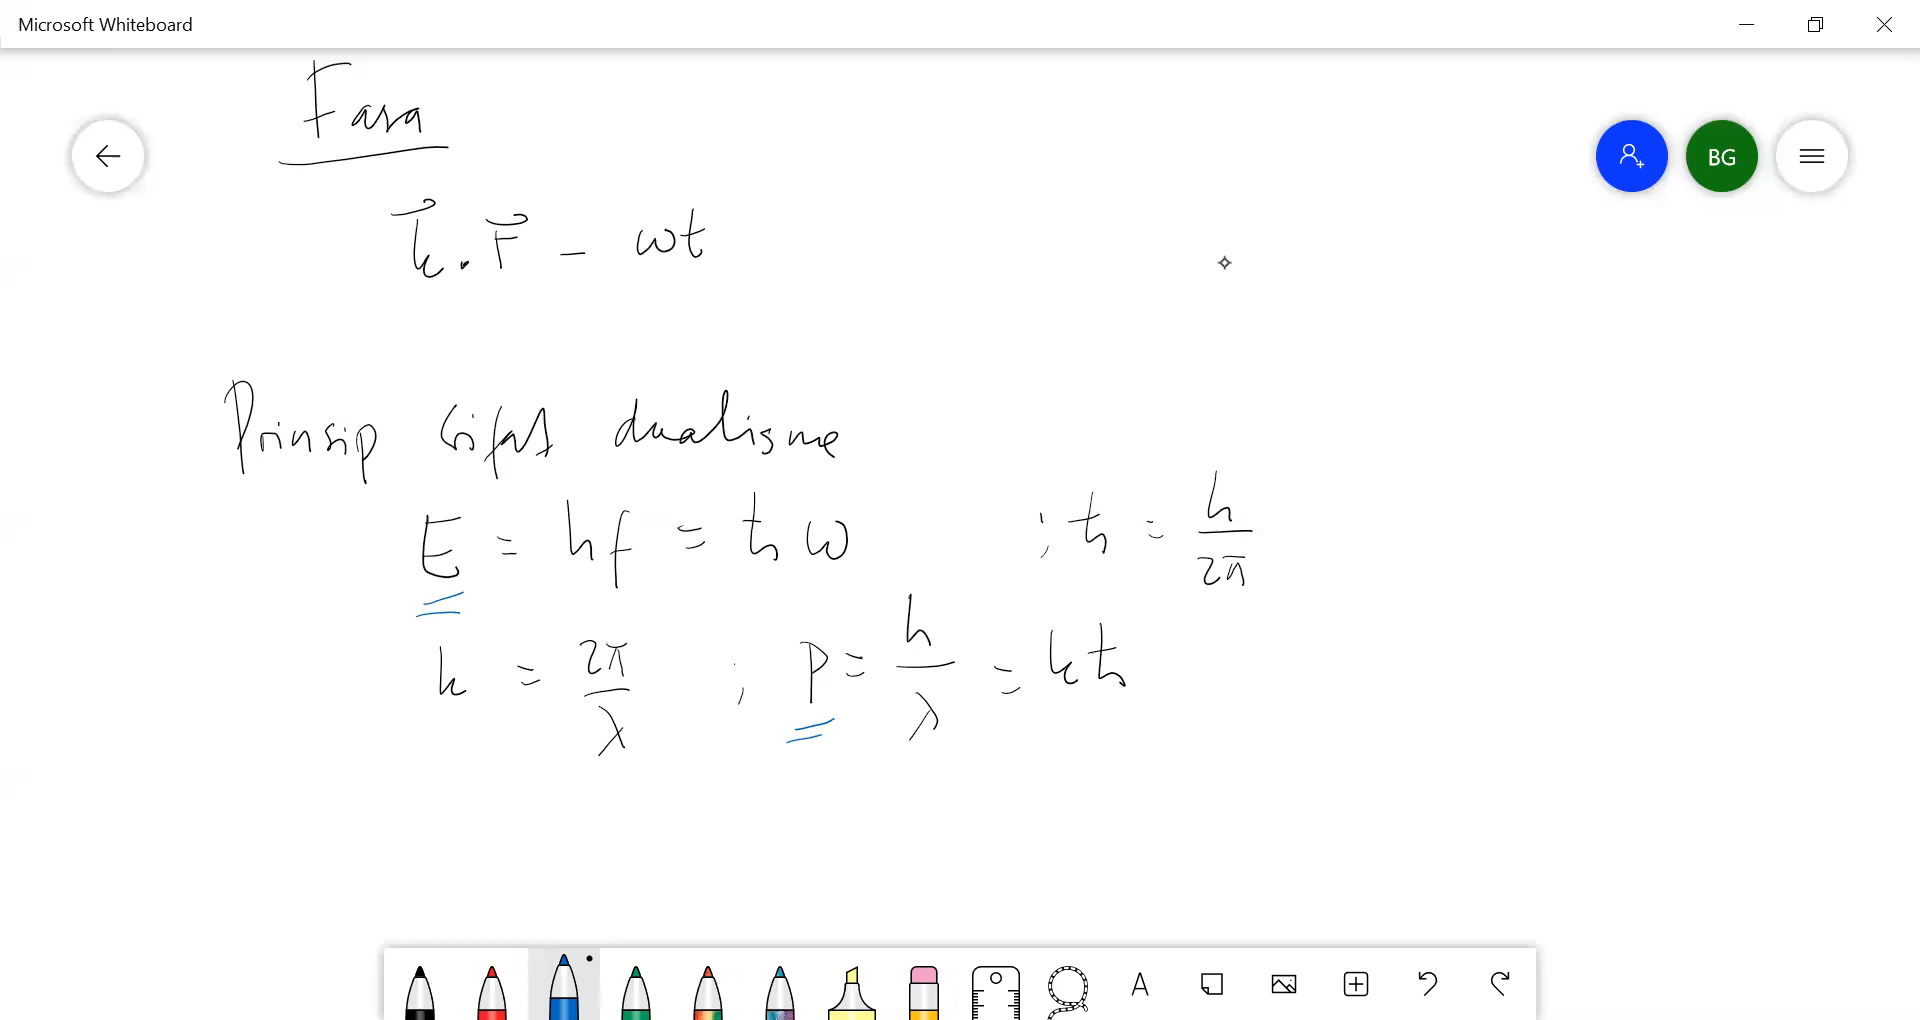 Microsoft Whiteboard
Fasa
k⃗ . r⃗ - ωt
BG
Prinsip sifat dualisme
E = hf = ħω ; ħ = h/2π
k = 2π/λ ; p = h/λ = kħ
A